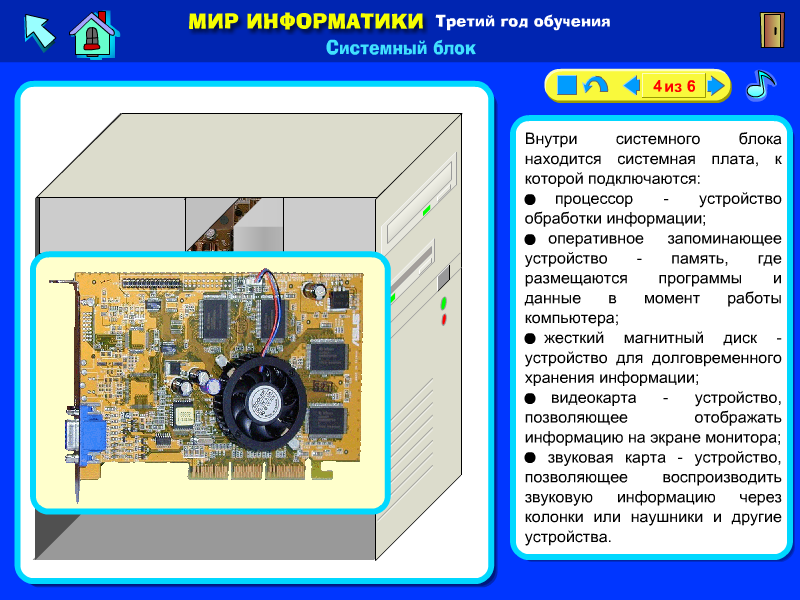 МИР ИНФОРМАТИКИ Третий год обучения
Системный блок
4 из 6
Внутри системного блока
находится системная плата, к
которой подключаются:
● процессор - устройство
обработки информации;
● оперативное запоминающее
устройство - память, где
размещаются программы и
данные в момент работы
компьютера;
● жесткий магнитный диск -
устройство для долговременного
хранения информации;
● видеокарта - устройство,
позволяющее отображать
информацию на экране монитора;
● звуковая карта - устройство,
позволяющее воспроизводить
звуковую информацию через
колонки или наушники и другие
устройства.